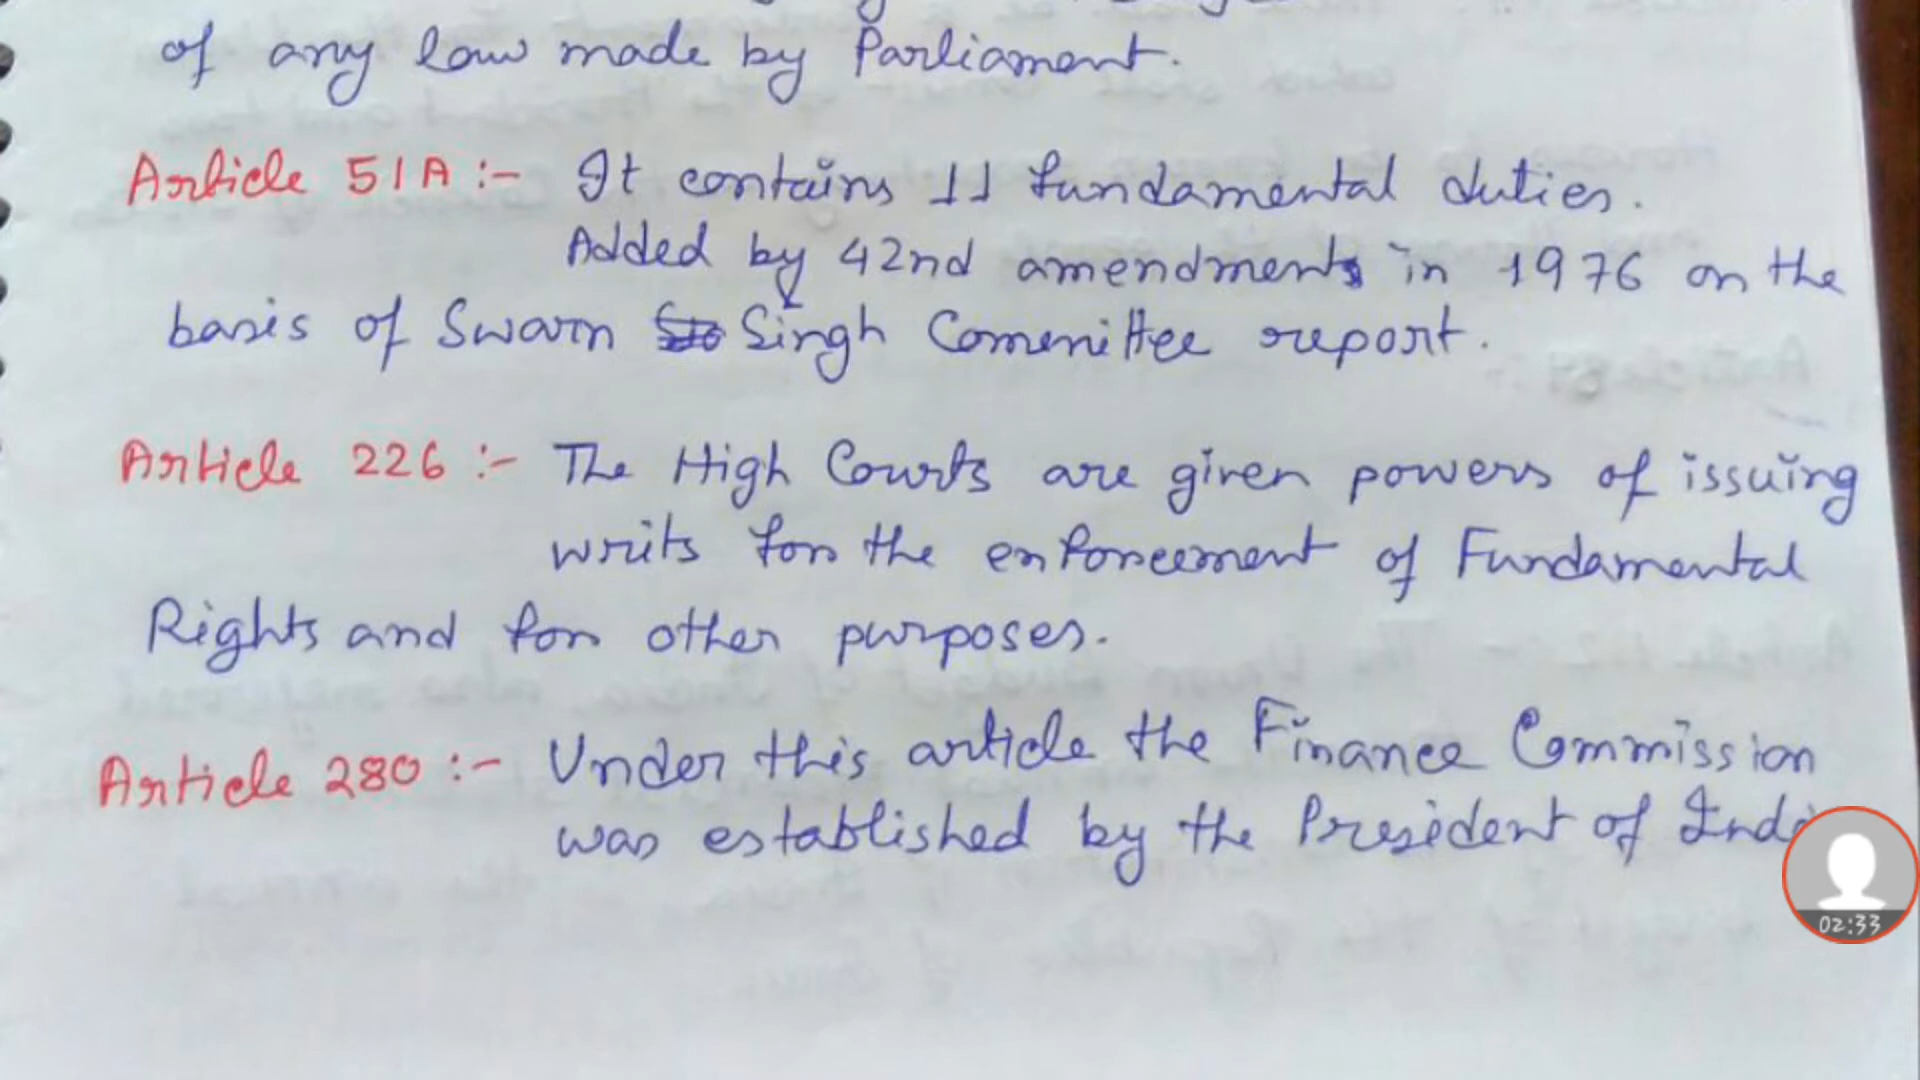 of any law made by Parliament.
Article 51A :- It contains 11 fundamental duties.
Added by 42nd amendments in 1976 on the
basis of Swarn Singh Committee report.
Article 226 :- The High Courts are given powers of issuing
writs for the enforcement of Fundamental
Rights and for other purposes.
Article 280 :- Under this article the Finance Commission
was established by the President of Indi
02:33